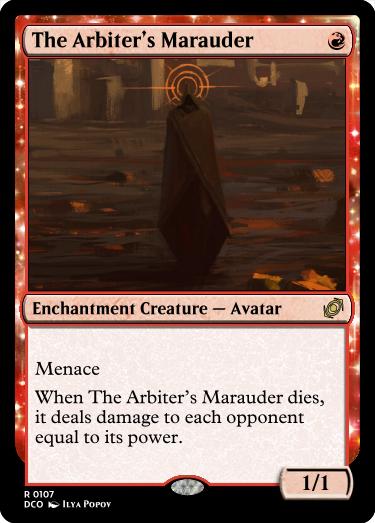 The Arbiter's Marauder
Enchantment Creature — Avatar
Menace
When The Arbiter's Marauder dies,
it deals damage to each opponent
equal to its power.
1/1
R 0107
DCO Ilya Popov